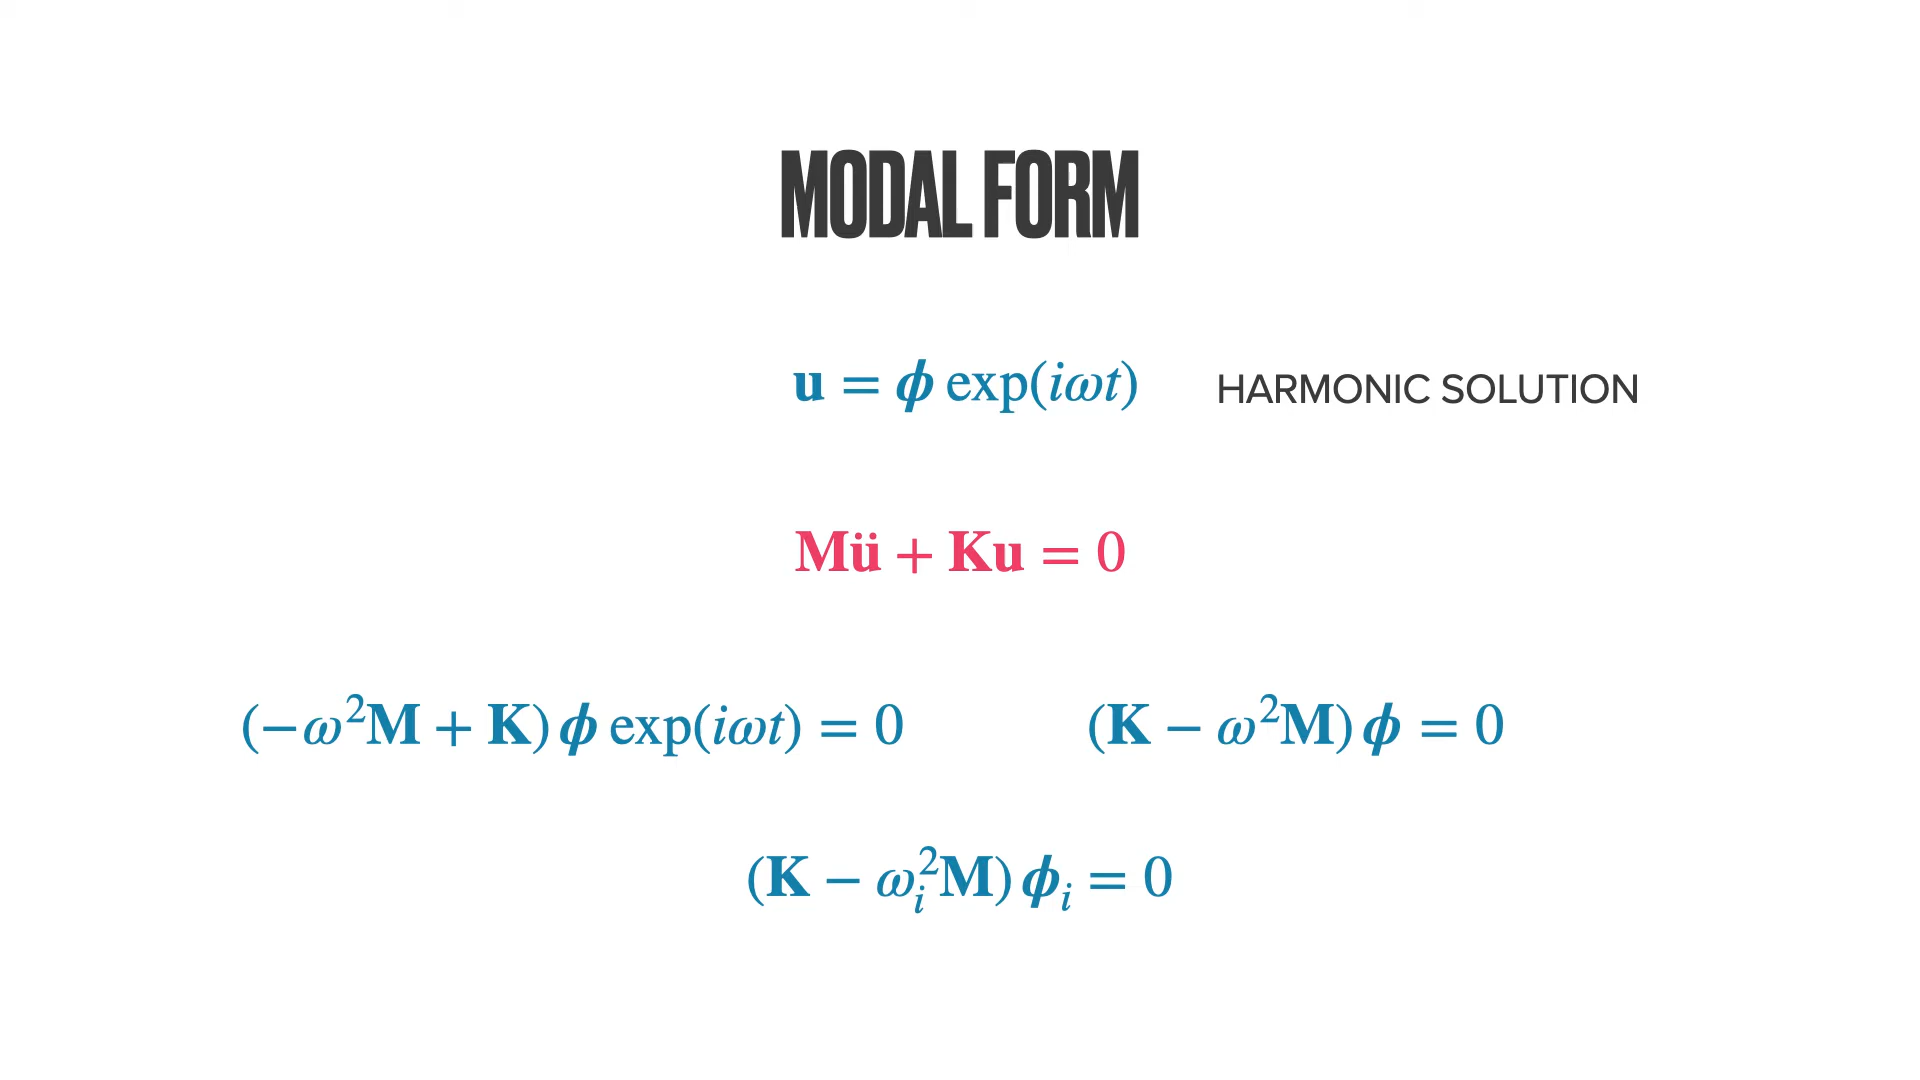 MODAL FORM
𝐮 = 𝝓 exp(iωt) HARMONIC SOLUTION
𝐌𝐮̈ + 𝐊𝐮 = 0
(−ω²𝐌 + 𝐊) 𝝓 exp(iωt) = 0 (𝐊 − ω²𝐌) 𝝓 = 0
(𝐊 − ωᵢ²𝐌) 𝝓ᵢ = 0